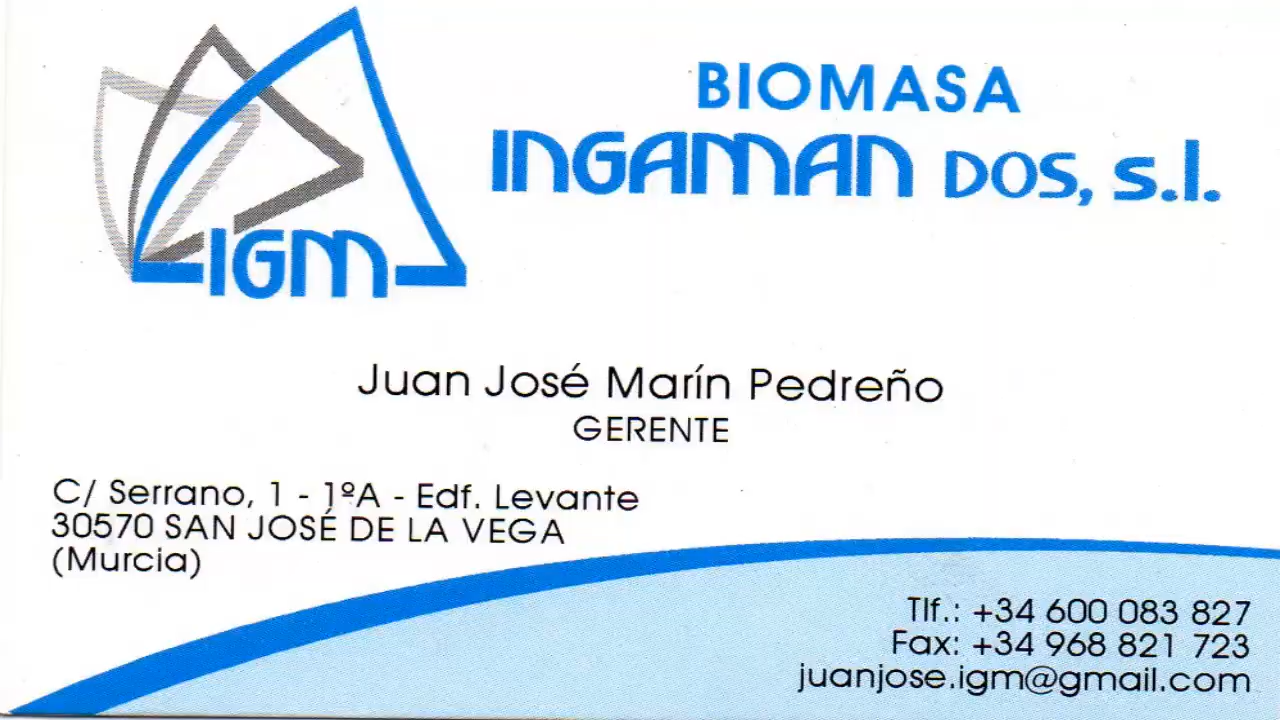 IGM
BIOMASA
INGAMAN DOS, s.l.
Juan José Marín Pedreño
GERENTE
C/ Serrano, 1 - 1ºA - Edf. Levante
30570 SAN JOSÉ DE LA VEGA
(Murcia)
Tlf.: +34 600 083 827
Fax: +34 968 821 723
juanjose.igm@gmail.com